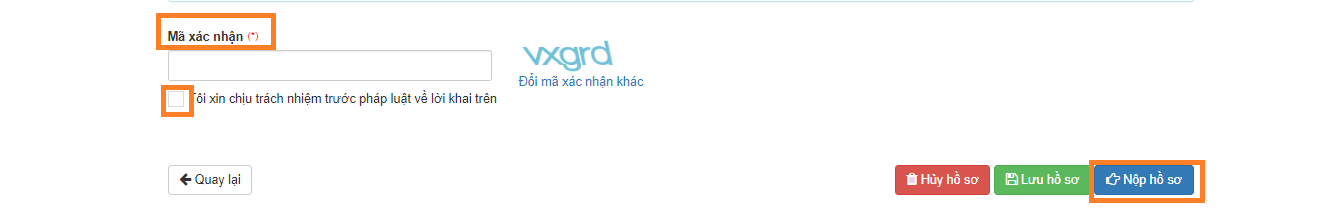 Mã xác nhận (*)
vxgrd
Đổi mã xác nhận khác
Tôi xin chịu trách nhiệm trước pháp luật về lời khai trên
Quay lại
Hủy hồ sơ
Lưu hồ sơ
Nộp hồ sơ